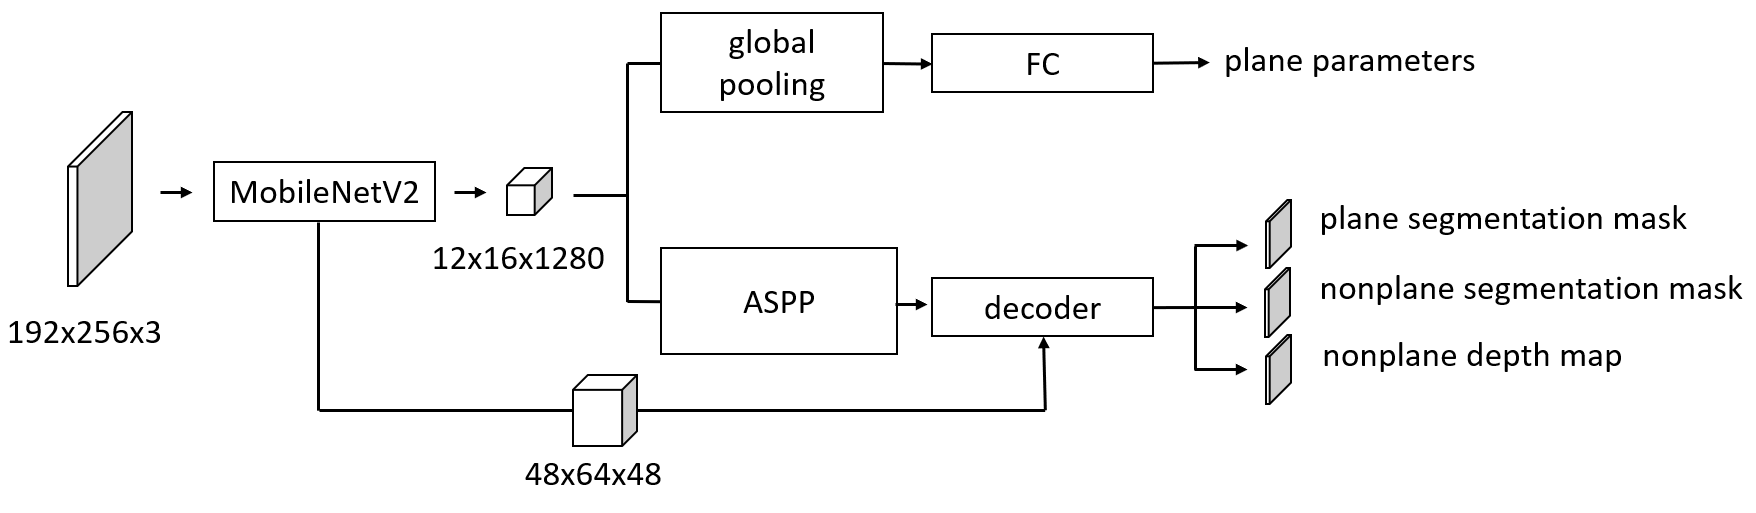 global
pooling
FC
plane parameters
MobileNetV2
12x16x1280
192x256x3
ASPP
decoder
plane segmentation mask
nonplane segmentation mask
nonplane depth map
48x64x48